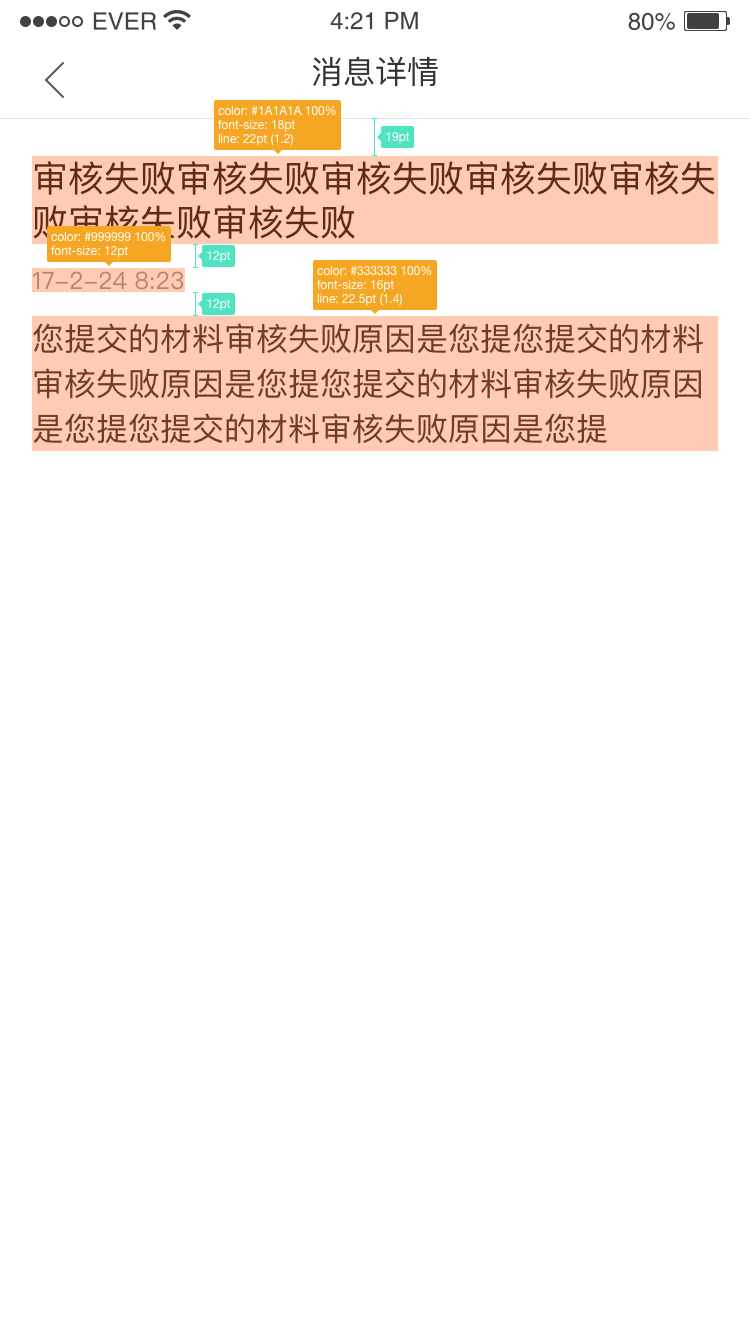 EVER 4:21 PM 80%
消息详情
color: #1A1A1A 100%
font-size: 18pt
line: 22pt (1.2)
19pt
审核失败审核失败审核失败审核失败审核失
败审核失败审核失败
color: #999999 100%
font-size: 12pt
12pt
17-2-24 8:23
color: #333333 100%
font-size: 16pt
line: 22.5pt (1.4)
12pt
您提交的材料审核失败原因是您提您提交的材料
审核失败原因是您提您提交的材料审核失败原因
是您提您提交的材料审核失败原因是您提